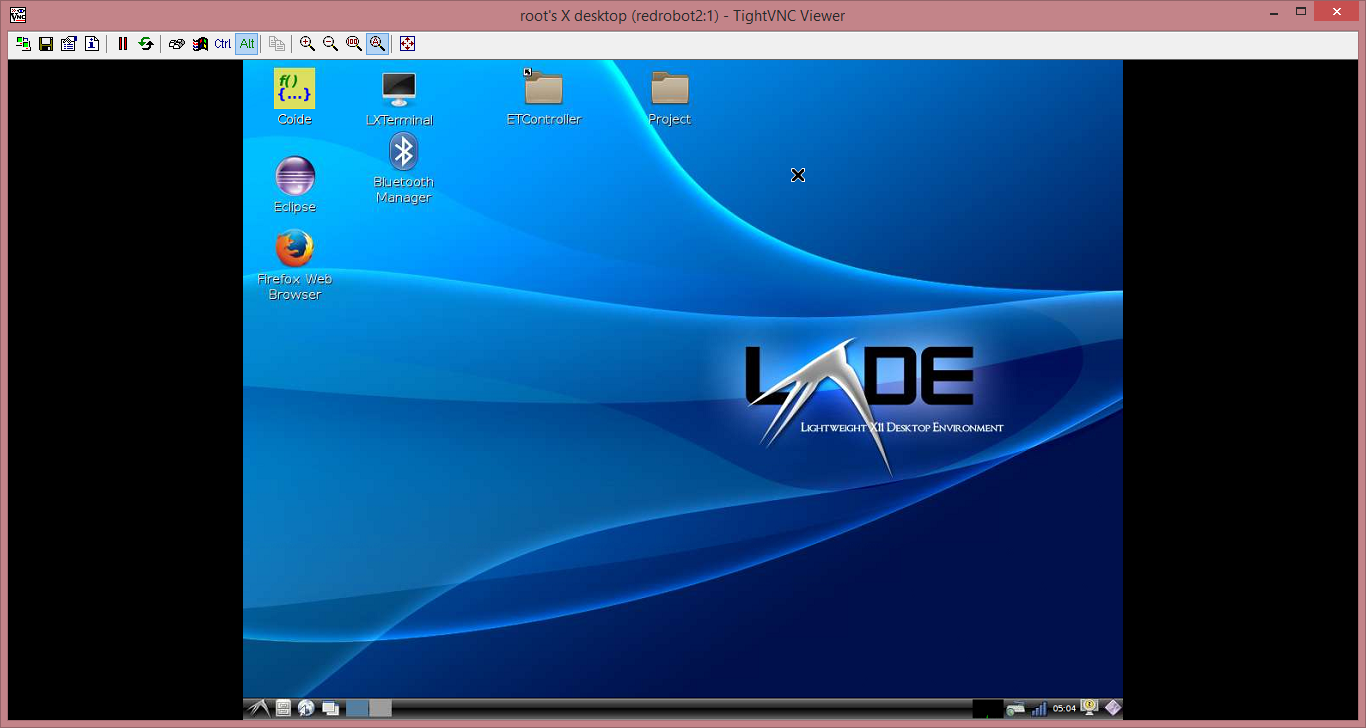 root's X desktop (redrobot2:1) - TightVNC Viewer
Ctrl
Alt
f()
{...}
Coide
LXTerminal
ETController
Project
Bluetooth
Manager
Eclipse
Firefox Web
Browser
LXDE
Lightweight X11 Desktop Environment
05:04